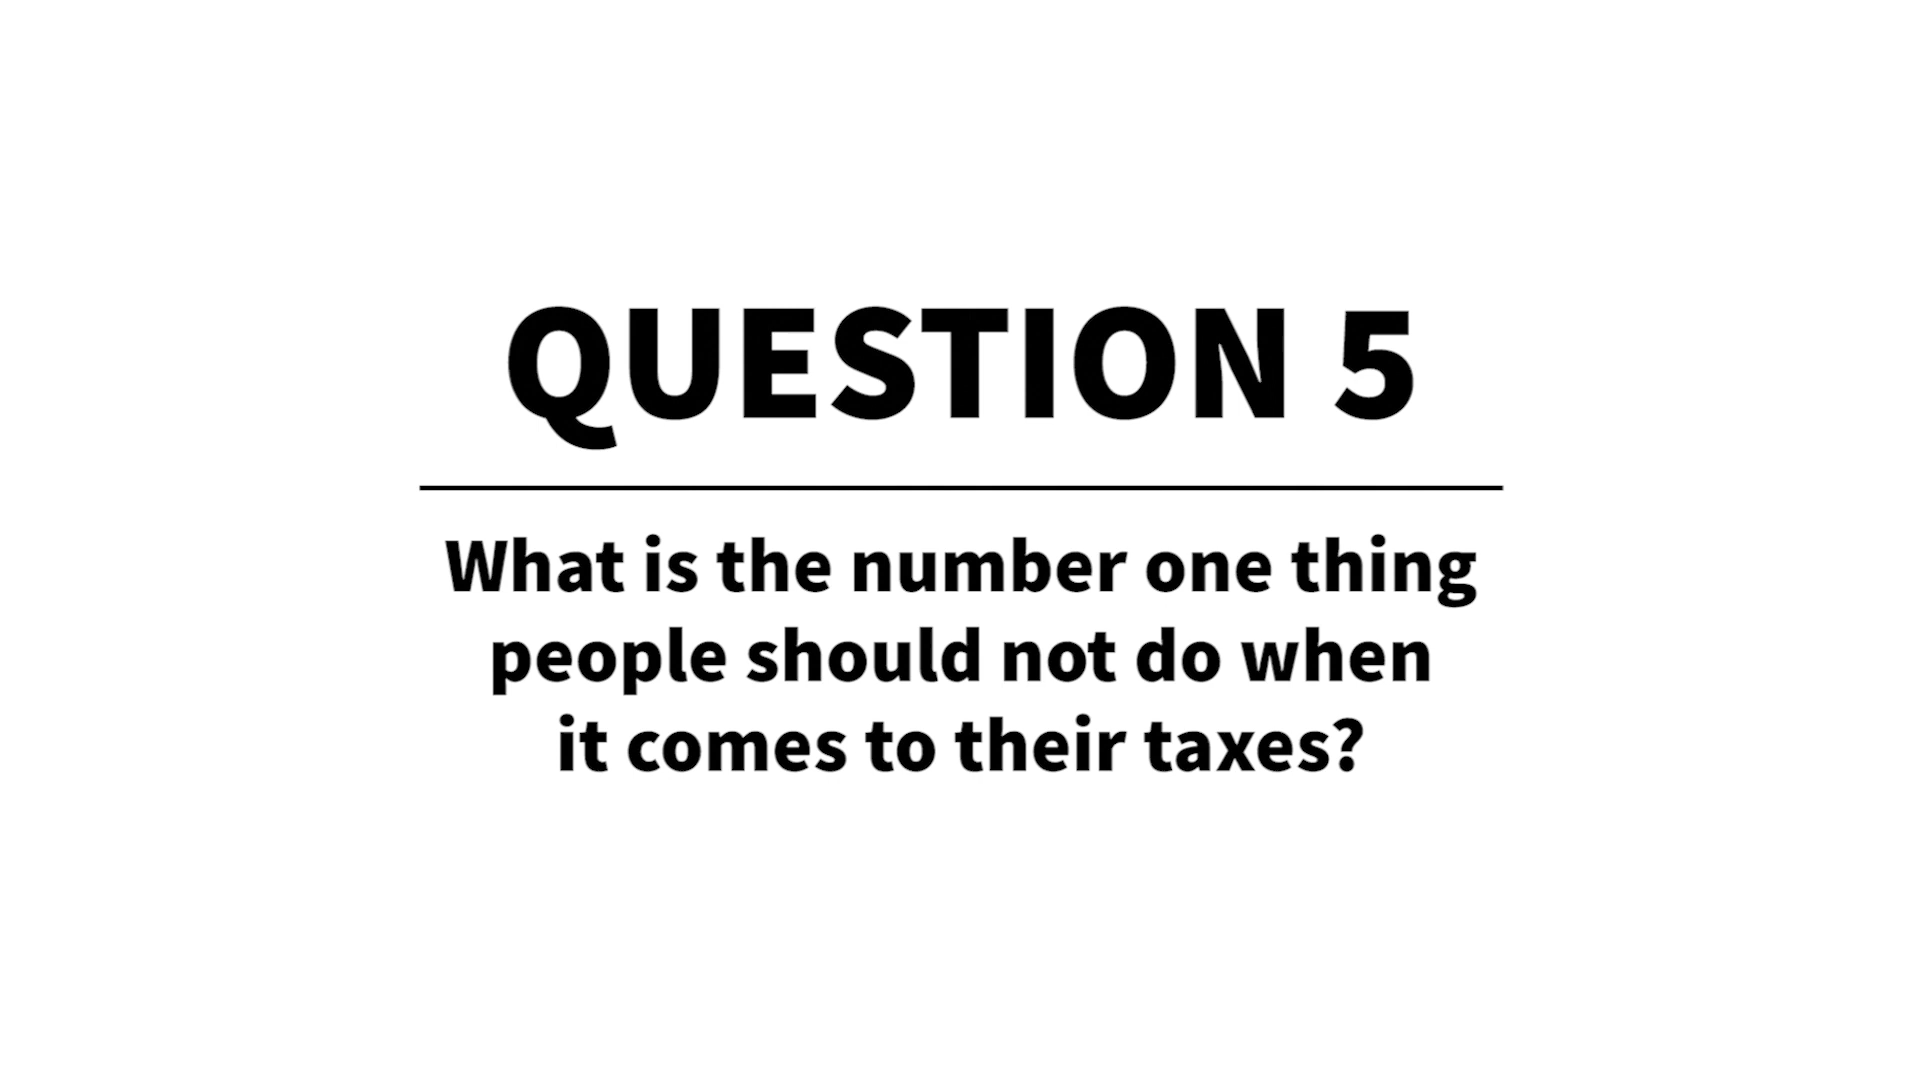 QUESTION 5
What is the number one thing
people should not do when
it comes to their taxes?